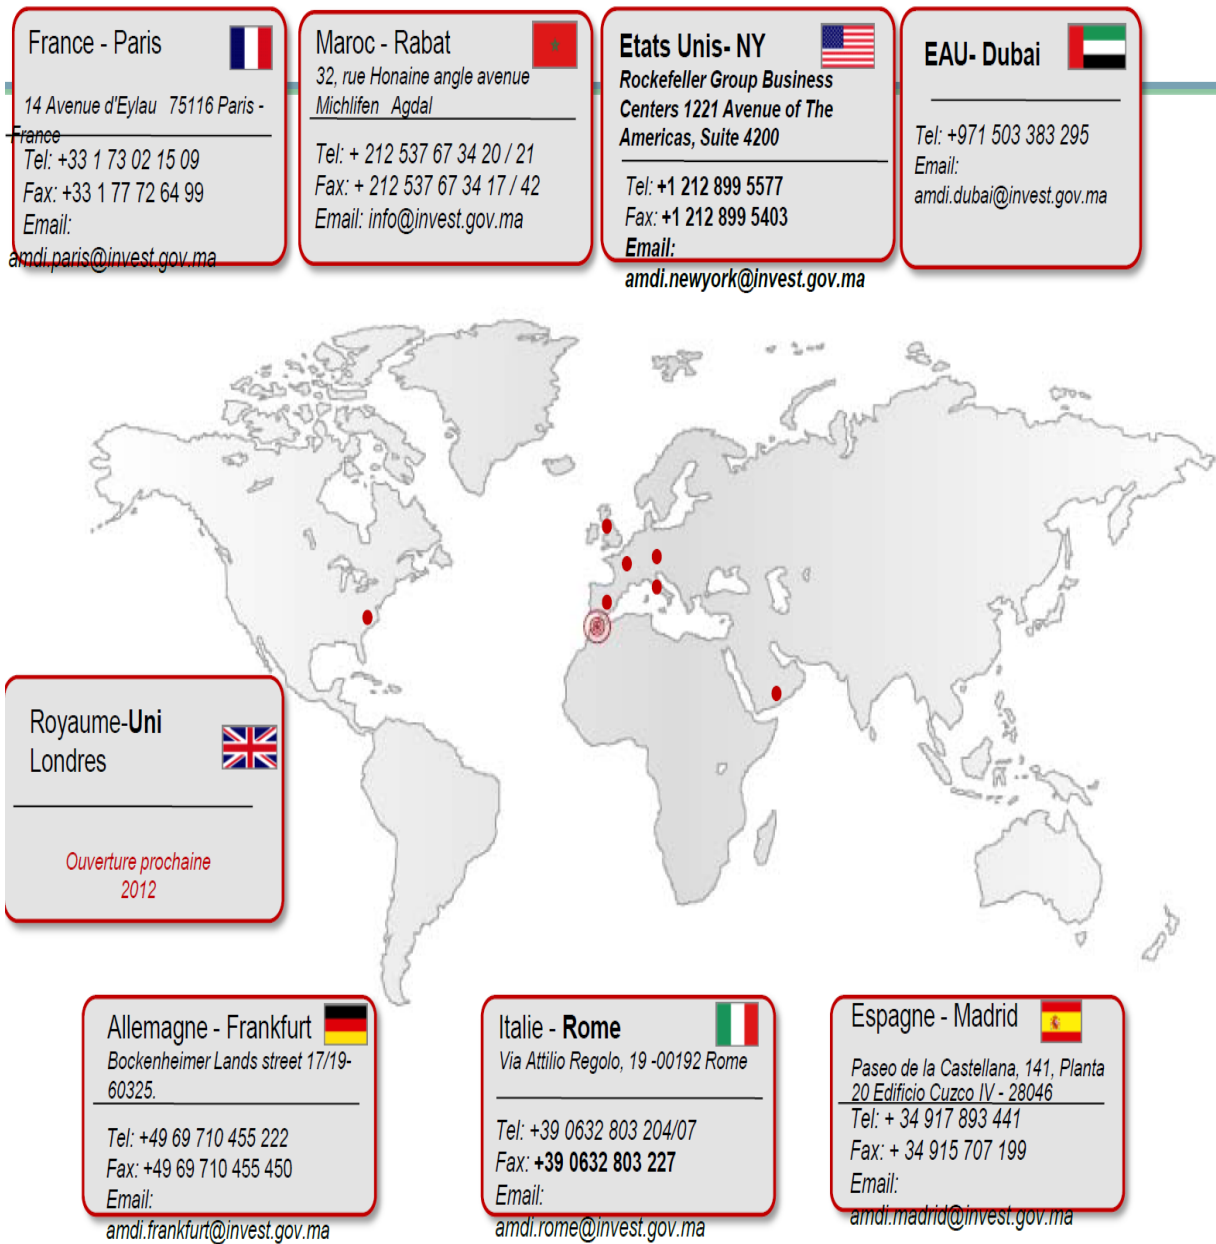 France - Paris
14 Avenue d'Eylau 75116 Paris -
France
Tel: +33 1 73 02 15 09
Fax: +33 1 77 72 64 99
Email:
amdi.paris@invest.gov.ma
Maroc - Rabat
32, rue Honaine angle avenue
Michlifen Agdal
Tel: + 212 537 67 34 20 / 21
Fax: + 212 537 67 34 17 / 42
Email: info@invest.gov.ma
Etats Unis- NY
Rockefeller Group Business
Centers 1221 Avenue of The
Americas, Suite 4200
Tel: +1 212 899 5577
Fax: +1 212 899 5403
Email:
amdi.newyork@invest.gov.ma
EAU- Dubai
Tel: +971 503 383 295
Email:
amdi.dubai@invest.gov.ma
Royaume-Uni
Londres
Ouverture prochaine
2012
Allemagne - Frankfurt
Bockenheimer Lands street 17/19-
60325.
Tel: +49 69 710 455 222
Fax: +49 69 710 455 450
Email:
amdi.frankfurt@invest.gov.ma
Italie - Rome
Via Attilio Regolo, 19 -00192 Rome
Tel: +39 0632 803 204/07
Fax: +39 0632 803 227
Email:
amdi.rome@invest.gov.ma
Espagne - Madrid
Paseo de la Castellana, 141, Planta
20 Edificio Cuzco IV - 28046
Tel: + 34 917 893 441
Fax: + 34 915 707 199
Email:
amdi.madrid@invest.gov.ma